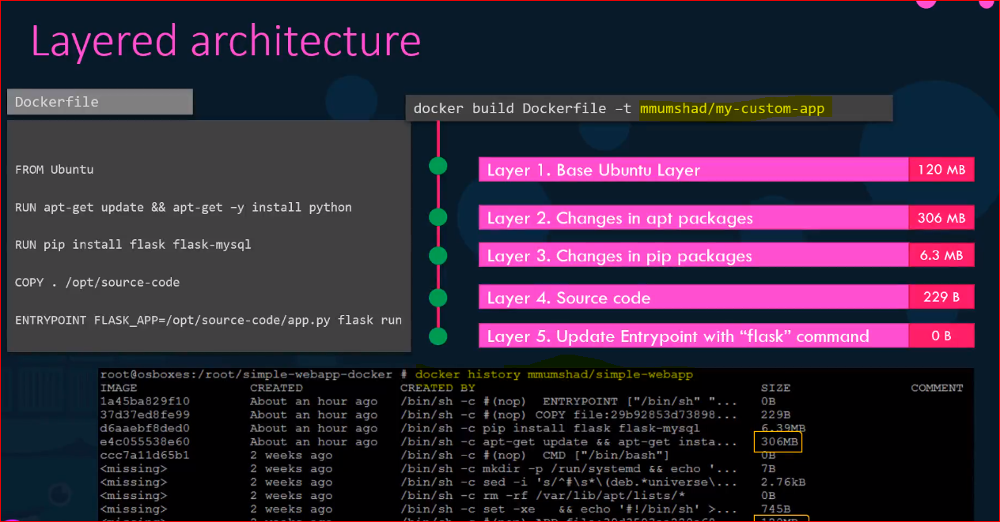 Layered architecture
Dockerfile
FROM Ubuntu
RUN apt-get update && apt-get –y install python
RUN pip install flask flask-mysql
COPY . /opt/source-code
ENTRYPOINT FLASK_APP=/opt/source-code/app.py flask run
docker build Dockerfile –t mmumshad/my-custom-app
Layer 1. Base Ubuntu Layer 120 MB
Layer 2. Changes in apt packages 306 MB
Layer 3. Changes in pip packages 6.3 MB
Layer 4. Source code 229 B
Layer 5. Update Entrypoint with “flask” command 0 B
root@osboxes:/root/simple-webapp-docker # docker history mmumshad/simple-webapp
IMAGE CREATED CREATED BY SIZE COMMENT
1a45ba829f10 About an hour ago /bin/sh -c #(nop) ENTRYPOINT ["/bin/sh" "... 0B
37d37ed8fe99 About an hour ago /bin/sh -c #(nop) COPY file:29b92853d73898... 229B
d6aaebf8ded0 About an hour ago /bin/sh -c pip install flask flask-mysql 6.39MB
e4c055538e60 About an hour ago /bin/sh -c apt-get update && apt-get insta... 306MB
ccc7a11d65b1 2 weeks ago /bin/sh -c #(nop) CMD ["/bin/bash"] 0B
<missing> 2 weeks ago /bin/sh -c mkdir -p /run/systemd && echo '... 7B
<missing> 2 weeks ago /bin/sh -c sed -i 's/^#\s*\(deb.*universe\... 2.76kB
<missing> 2 weeks ago /bin/sh -c rm -rf /var/lib/apt/lists/* 0B
<missing> 2 weeks ago /bin/sh -c set -xe && echo '#!/bin/sh' >... 745B
<missing> 2 weeks ago /bin/sh -c #(nop) ADD